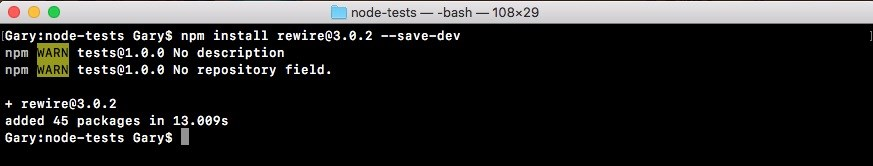 node-tests — -bash — 108×29
[Gary:node-tests Gary$ npm install rewire@3.0.2 --save-dev ]
npm WARN tests@1.0.0 No description
npm WARN tests@1.0.0 No repository field.
+ rewire@3.0.2
added 45 packages in 13.009s
Gary:node-tests Gary$